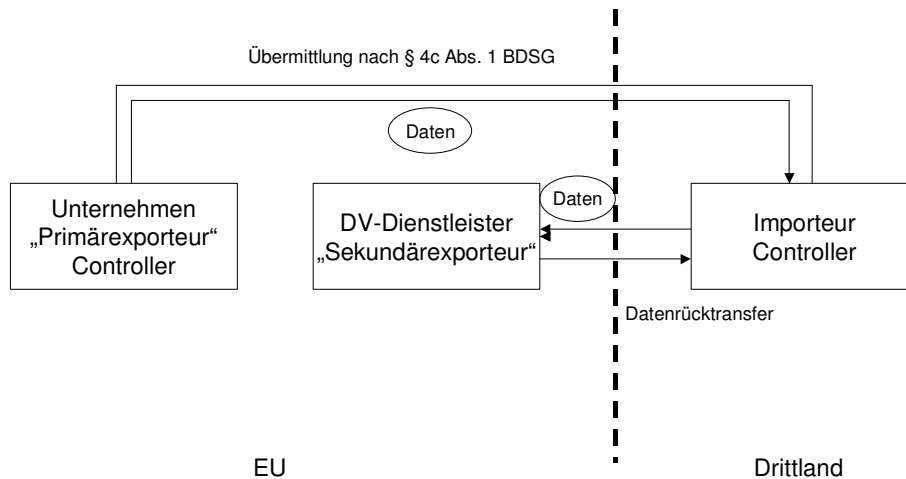 Übermittlung nach § 4c Abs. 1 BDSG
Daten
Unternehmen
„Primärexporteur“
Controller
DV-Dienstleister
„Sekundärexporteur“
Daten
Importeur
Controller
Datenrücktransfer
EU
Drittland